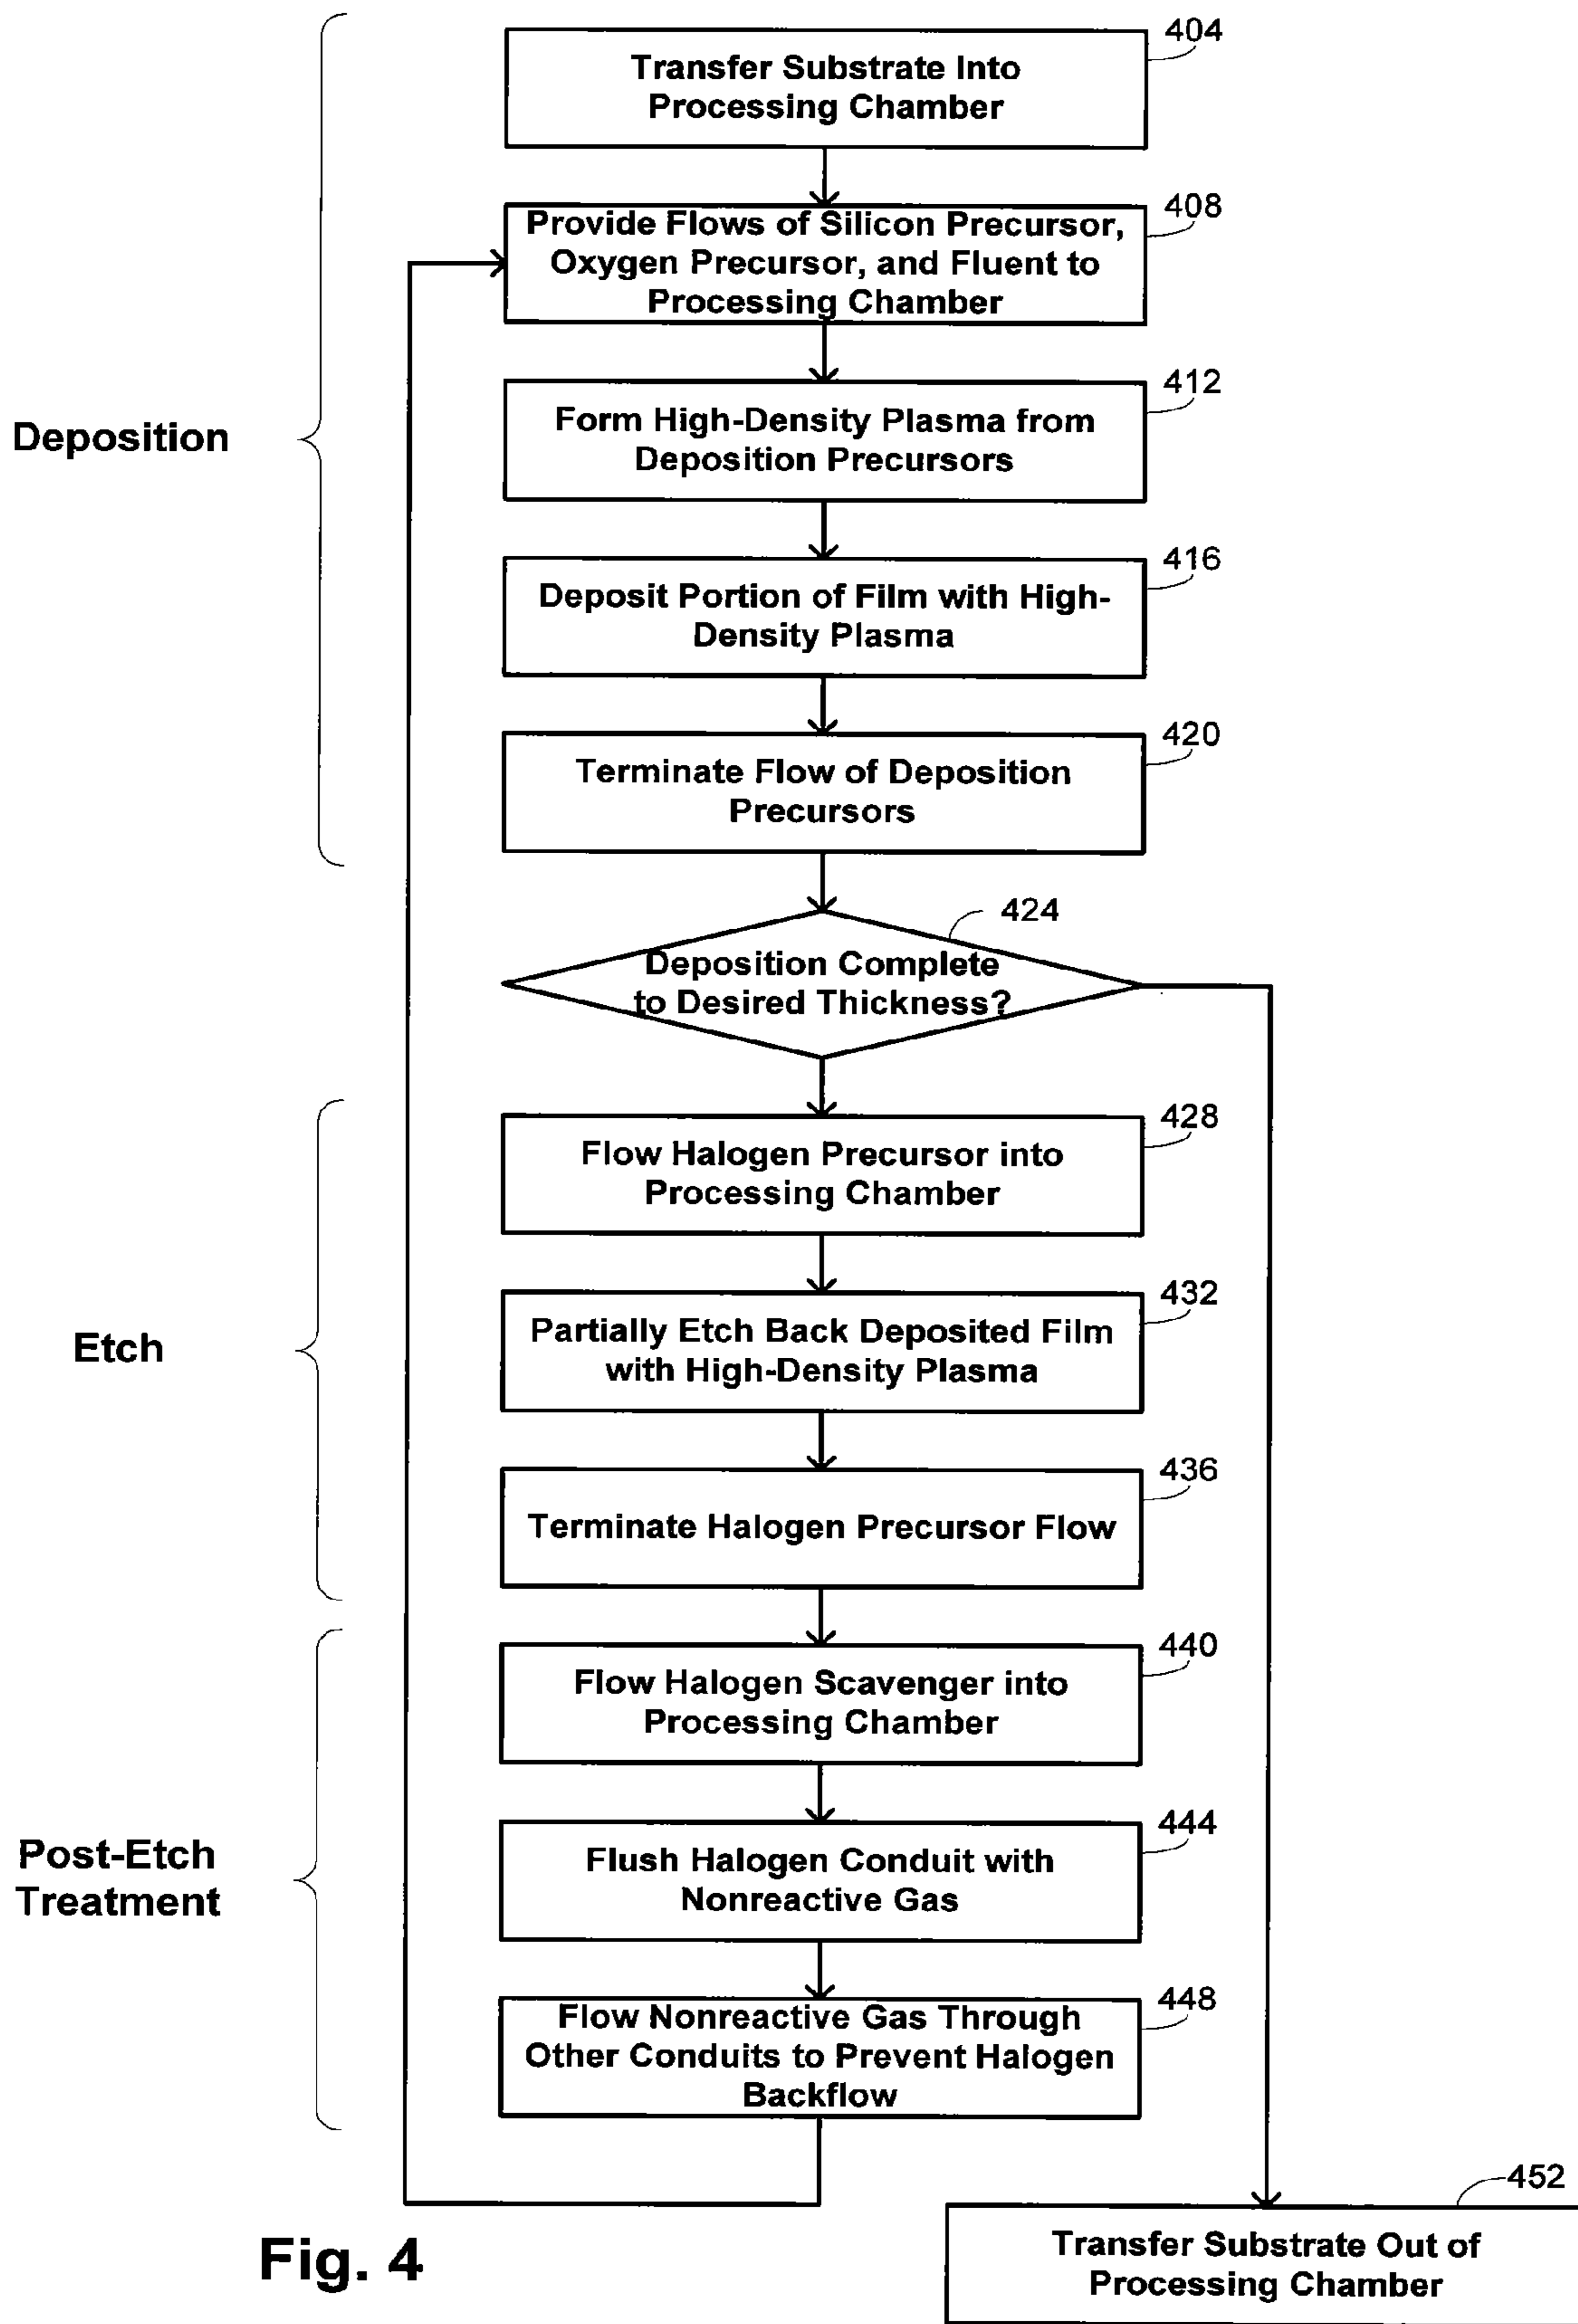 404
Transfer Substrate Into
Processing Chamber
408
Provide Flows of Silicon Precursor,
Oxygen Precursor, and Fluent to
Processing Chamber
412
Form High-Density Plasma from
Deposition Precursors
Deposition
416
Deposit Portion of Film with High-
Density Plasma
420
Terminate Flow of Deposition
Precursors
424
Deposition Complete
to Desired Thickness?
428
Flow Halogen Precursor into
Processing Chamber
432
Partially Etch Back Deposited Film
with High-Density Plasma
Etch
436
Terminate Halogen Precursor Flow
440
Flow Halogen Scavenger into
Processing Chamber
444
Flush Halogen Conduit with
Nonreactive Gas
Post-Etch
Treatment
448
Flow Nonreactive Gas Through
Other Conduits to Prevent Halogen
Backflow
452
Transfer Substrate Out of
Processing Chamber
Fig. 4